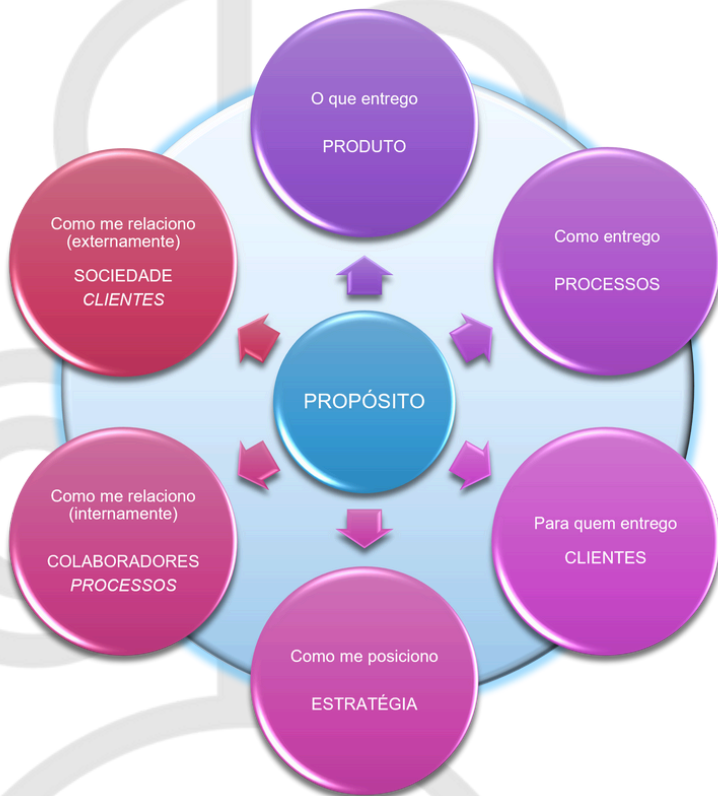 O que entrego
PRODUTO
Como entrego
PROCESSOS
Para quem entrego
CLIENTES
Como me posiciono
ESTRATÉGIA
Como me relaciono
(internamente)
COLABORADORES
PROCESSOS
Como me relaciono
(externamente)
SOCIEDADE
CLIENTES
PROPÓSITO